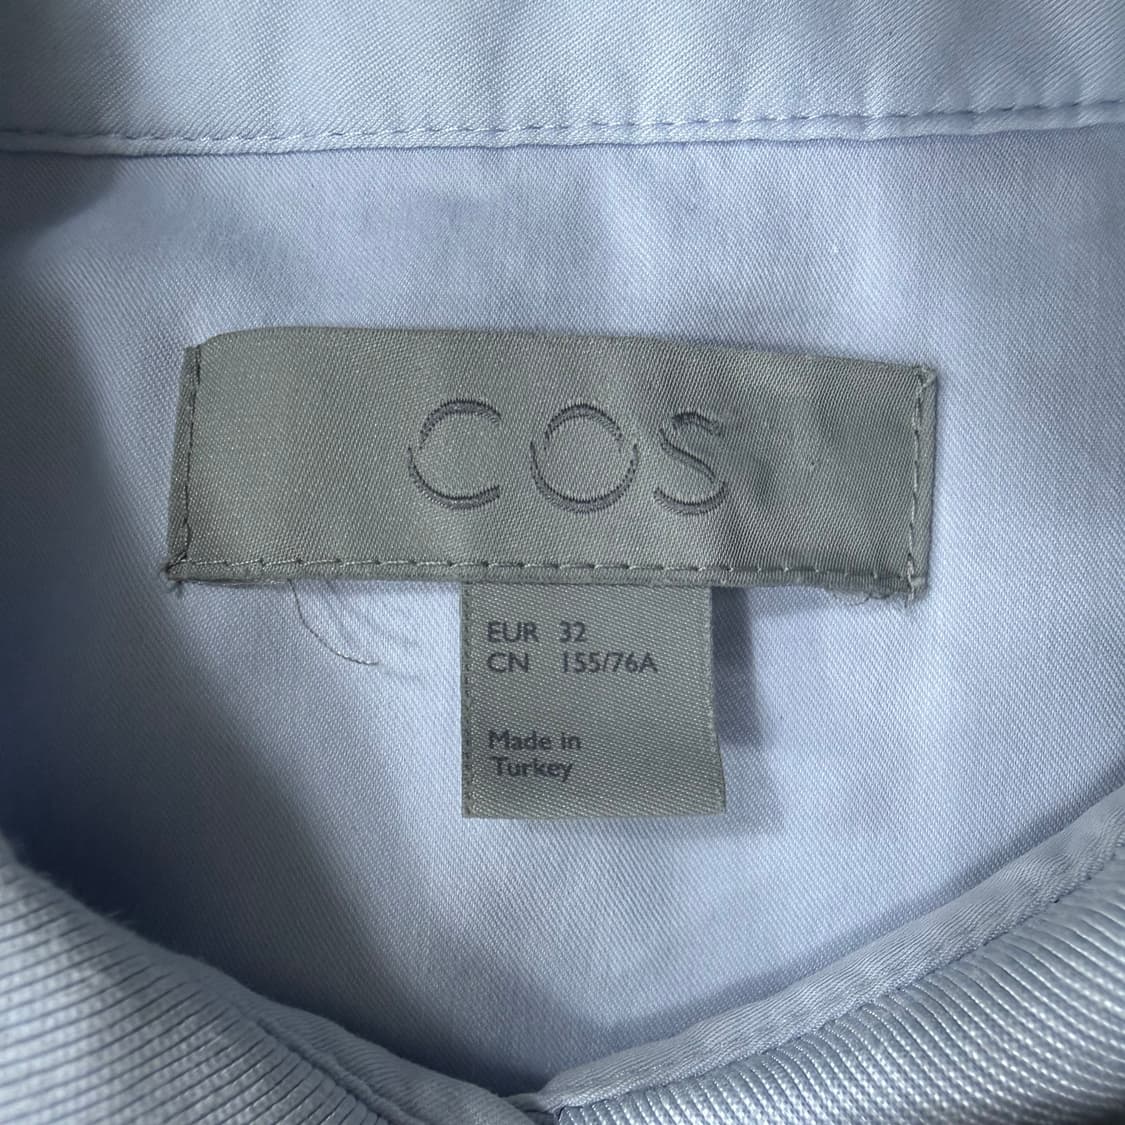 COS
EUR 32
CN 155/76A
Made in
Turkey